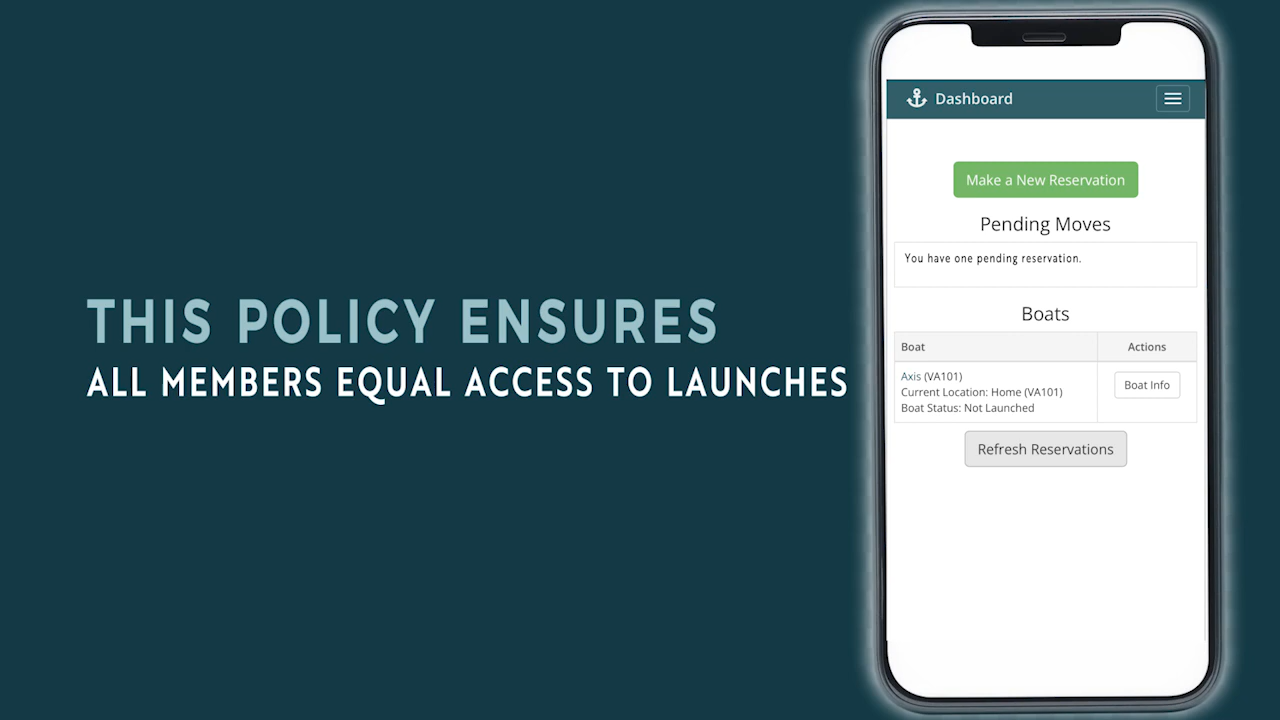 THIS POLICY ENSURES
ALL MEMBERS EQUAL ACCESS TO LAUNCHES
Dashboard
Make a New Reservation
Pending Moves
You have one pending reservation.
Boats
Boat Actions
Axis (VA101)
Current Location: Home (VA101)
Boat Status: Not Launched
Boat Info
Refresh Reservations